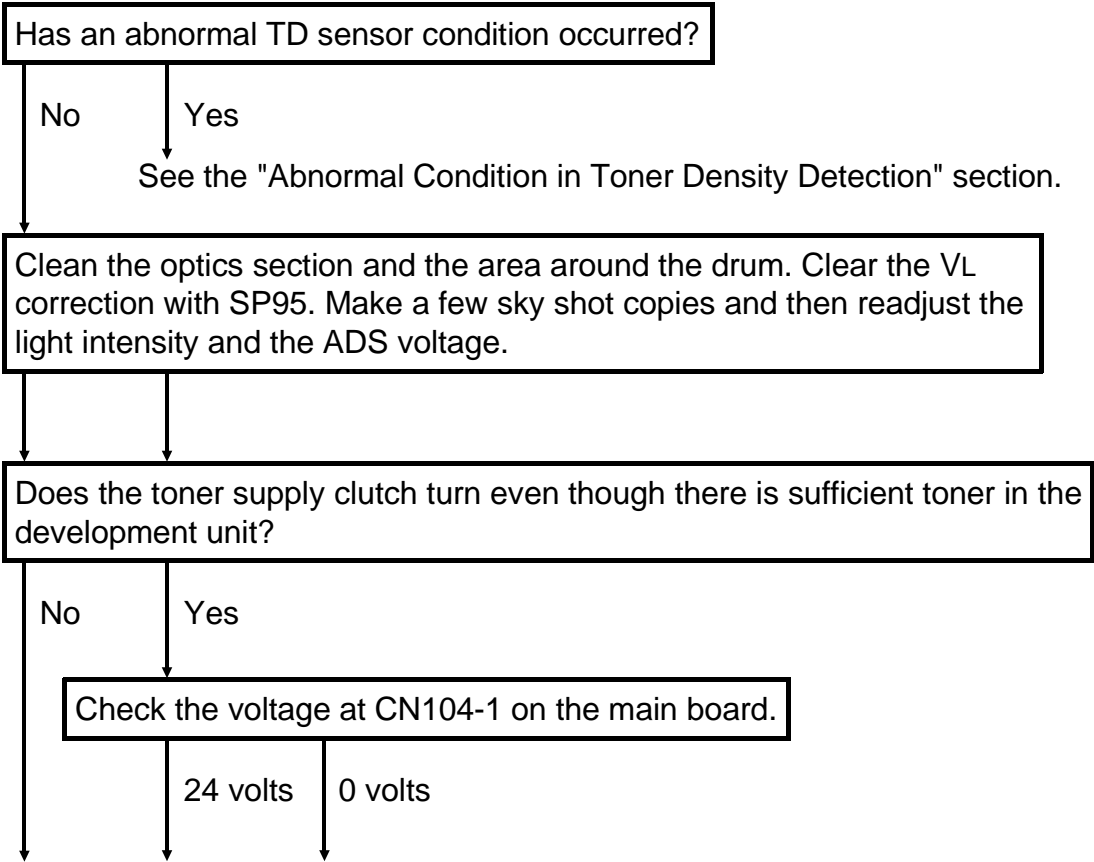 Has an abnormal TD sensor condition occurred?
No Yes
See the "Abnormal Condition in Toner Density Detection" section.
Clean the optics section and the area around the drum. Clear the VL
correction with SP95. Make a few sky shot copies and then readjust the
light intensity and the ADS voltage.
Does the toner supply clutch turn even though there is sufficient toner in the
development unit?
No Yes
Check the voltage at CN104-1 on the main board.
24 volts 0 volts